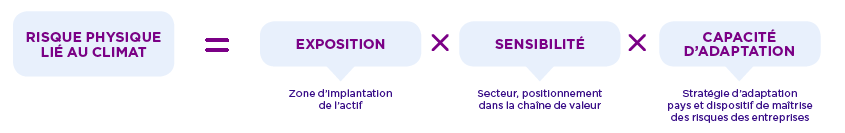 RISQUE PHYSIQUE
LIÉ AU CLIMAT
=
EXPOSITION
×
SENSIBILITÉ
×
CAPACITÉ
D'ADAPTATION
Zone d'implantation
de l'actif
Secteur, positionnement
dans la chaîne de valeur
Stratégie d'adaptation
pays et dispositif de maîtrise
des risques des entreprises